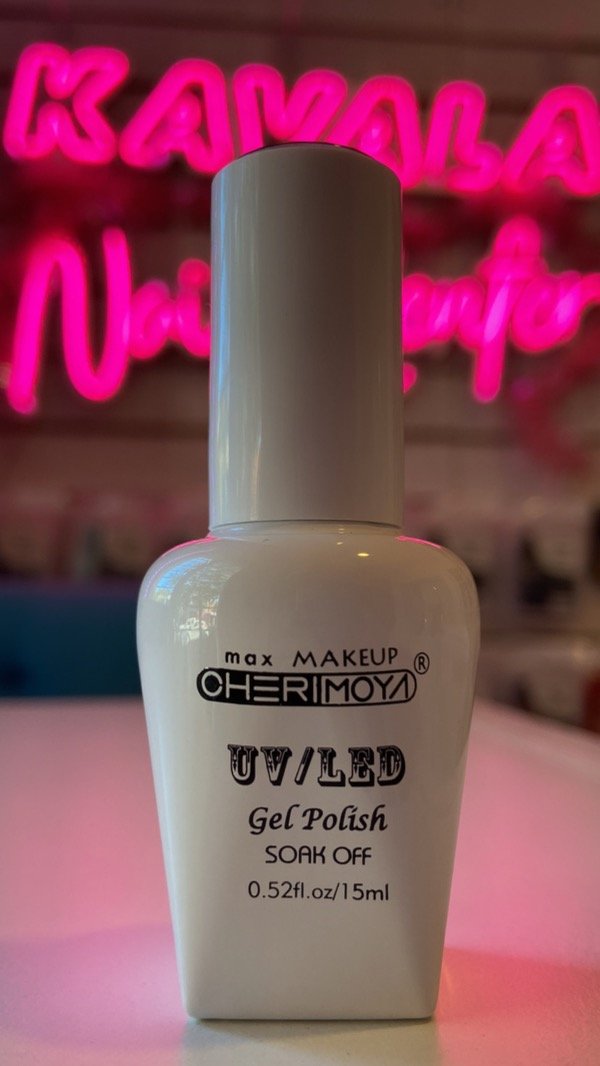 KAVALA
max MAKEUP
CHERIMOYA®
UV/LED
Gel Polish
SOAK OFF
0.52fl.oz/15ml